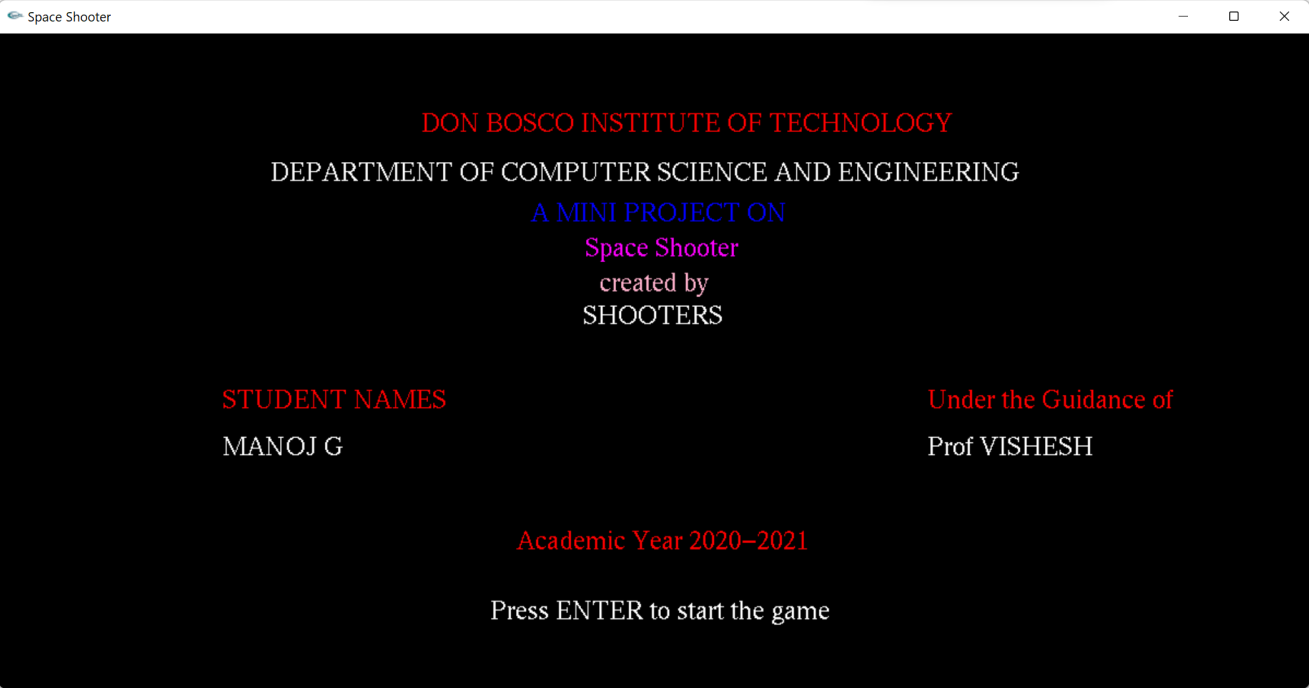 Space Shooter
DON BOSCO INSTITUTE OF TECHNOLOGY
DEPARTMENT OF COMPUTER SCIENCE AND ENGINEERING
A MINI PROJECT ON
Space Shooter
created by
SHOOTERS
STUDENT NAMES
MANOJ G
Under the Guidance of
Prof VISHESH
Academic Year 2020–2021
Press ENTER to start the game